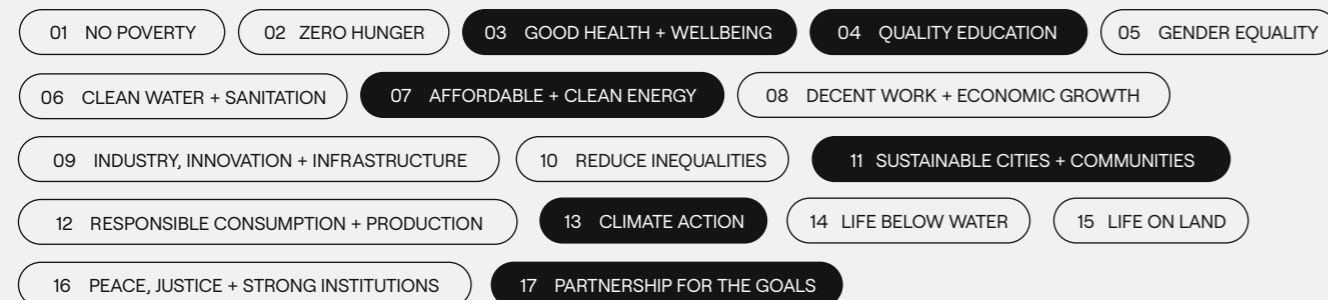 01 NO POVERTY 02 ZERO HUNGER 03 GOOD HEALTH + WELLBEING 04 QUALITY EDUCATION 05 GENDER EQUALITY
06 CLEAN WATER + SANITATION 07 AFFORDABLE + CLEAN ENERGY 08 DECENT WORK + ECONOMIC GROWTH
09 INDUSTRY, INNOVATION + INFRASTRUCTURE 10 REDUCE INEQUALITIES 11 SUSTAINABLE CITIES + COMMUNITIES
12 RESPONSIBLE CONSUMPTION + PRODUCTION 13 CLIMATE ACTION 14 LIFE BELOW WATER 15 LIFE ON LAND
16 PEACE, JUSTICE + STRONG INSTITUTIONS 17 PARTNERSHIP FOR THE GOALS